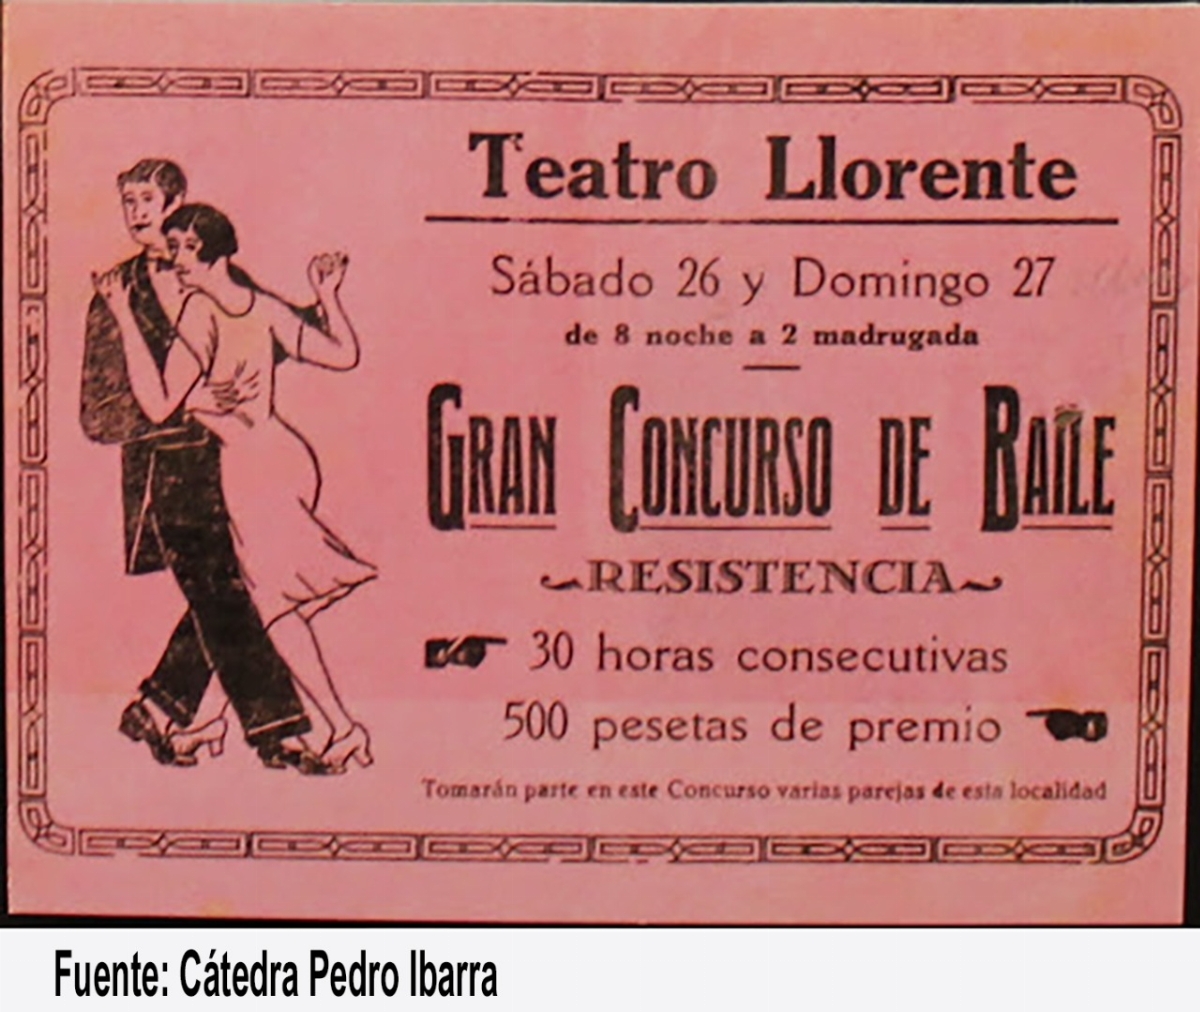 Teatro Llorente
Sábado 26 y Domingo 27
de 8 noche a 2 madrugada
GRAN CONCURSO DE BAILE
RESISTENCIA
30 horas consecutivas
500 pesetas de premio
Tomarán parte en este Concurso varias parejas de esta localidad
Fuente: Cátedra Pedro Ibarra